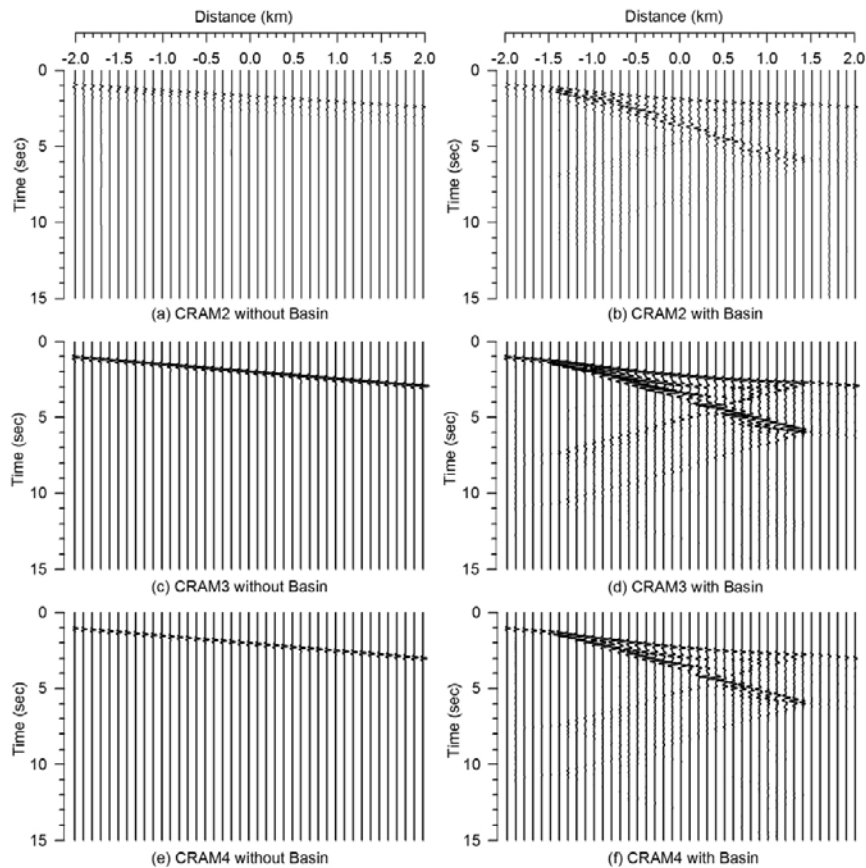 Distance (km) Distance (km)
-2.0 -1.5 -1.0 -0.5 0.0 0.5 1.0 1.5 2.0 -2.0 -1.5 -1.0 -0.5 0.0 0.5 1.0 1.5 2.0
0 0
5 5
Time (sec) Time (sec)
10 10
15 15
(a) CRAM2 without Basin (b) CRAM2 with Basin
0 0
5 5
Time (sec) Time (sec)
10 10
15 15
(c) CRAM3 without Basin (d) CRAM3 with Basin
0 0
5 5
Time (sec) Time (sec)
10 10
15 15
(e) CRAM4 without Basin (f) CRAM4 with Basin